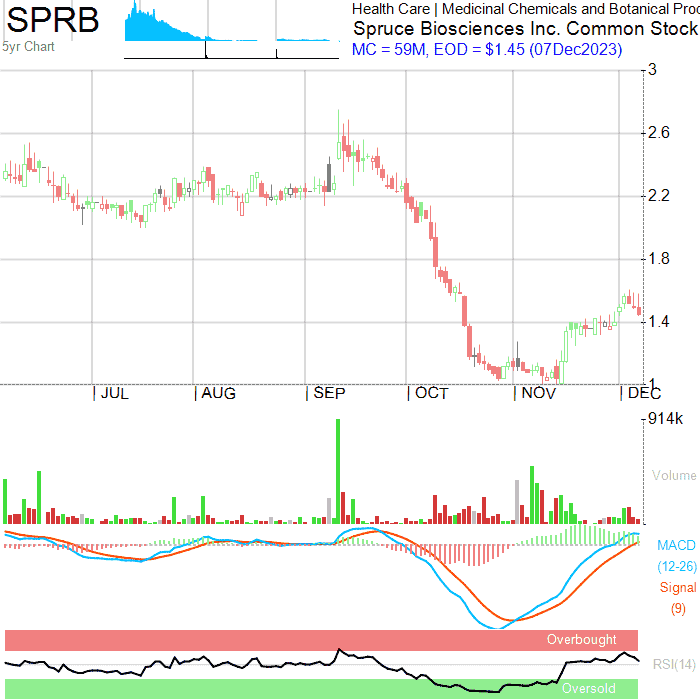 SPRB
Health Care | Medicinal Chemicals and Botanical Pro
Spruce Biosciences Inc. Common Stock
5yr Chart
MC = 59M, EOD = $1.45 (07Dec2023)
3
2.6
2.2
1.8
1.4
1
JUL
AUG
SEP
OCT
NOV
DEC
914k
Volume
MACD
(12-26)
Signal
(9)
Overbought
RSI(14)
Oversold